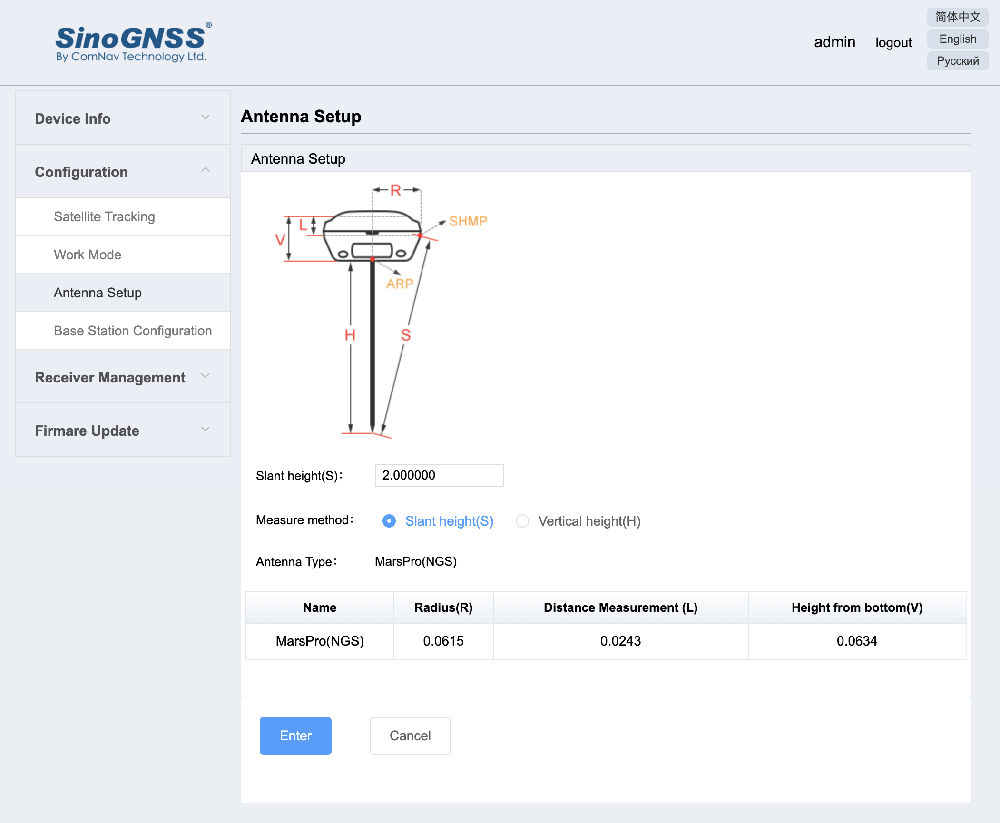 SinoGNSS®
By ComNav Technology Ltd.
admin
logout
简体中文
English
Русский
Device Info
Configuration
Satellite Tracking
Work Mode
Antenna Setup
Base Station Configuration
Receiver Management
Firmare Update
Antenna Setup
Antenna Setup
R
SHMP
L
V
ARP
H
S
Slant height(S)：
2.000000
Measure method：
Slant height(S)
Vertical height(H)
Antenna Type：
MarsPro(NGS)
Name Radius(R) Distance Measurement (L) Height from bottom(V)
MarsPro(NGS) 0.0615 0.0243 0.0634
Enter
Cancel